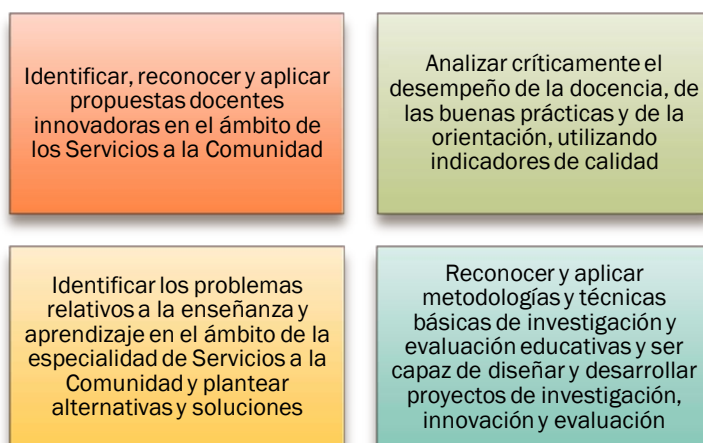 Identificar, reconocer y aplicar
propuestas docentes
innovadoras en el ámbito de
los Servicios a la Comunidad
Analizar críticamente el
desempeño de la docencia, de
las buenas prácticas y de la
orientación, utilizando
indicadores de calidad
Identificar los problemas
relativos a la enseñanza y
aprendizaje en el ámbito de la
especialidad de Servicios a la
Comunidad y plantear
alternativas y soluciones
Reconocer y aplicar
metodologías y técnicas
básicas de investigación y
evaluación educativas y ser
capaz de diseñar y desarrollar
proyectos de investigación,
innovación y evaluación